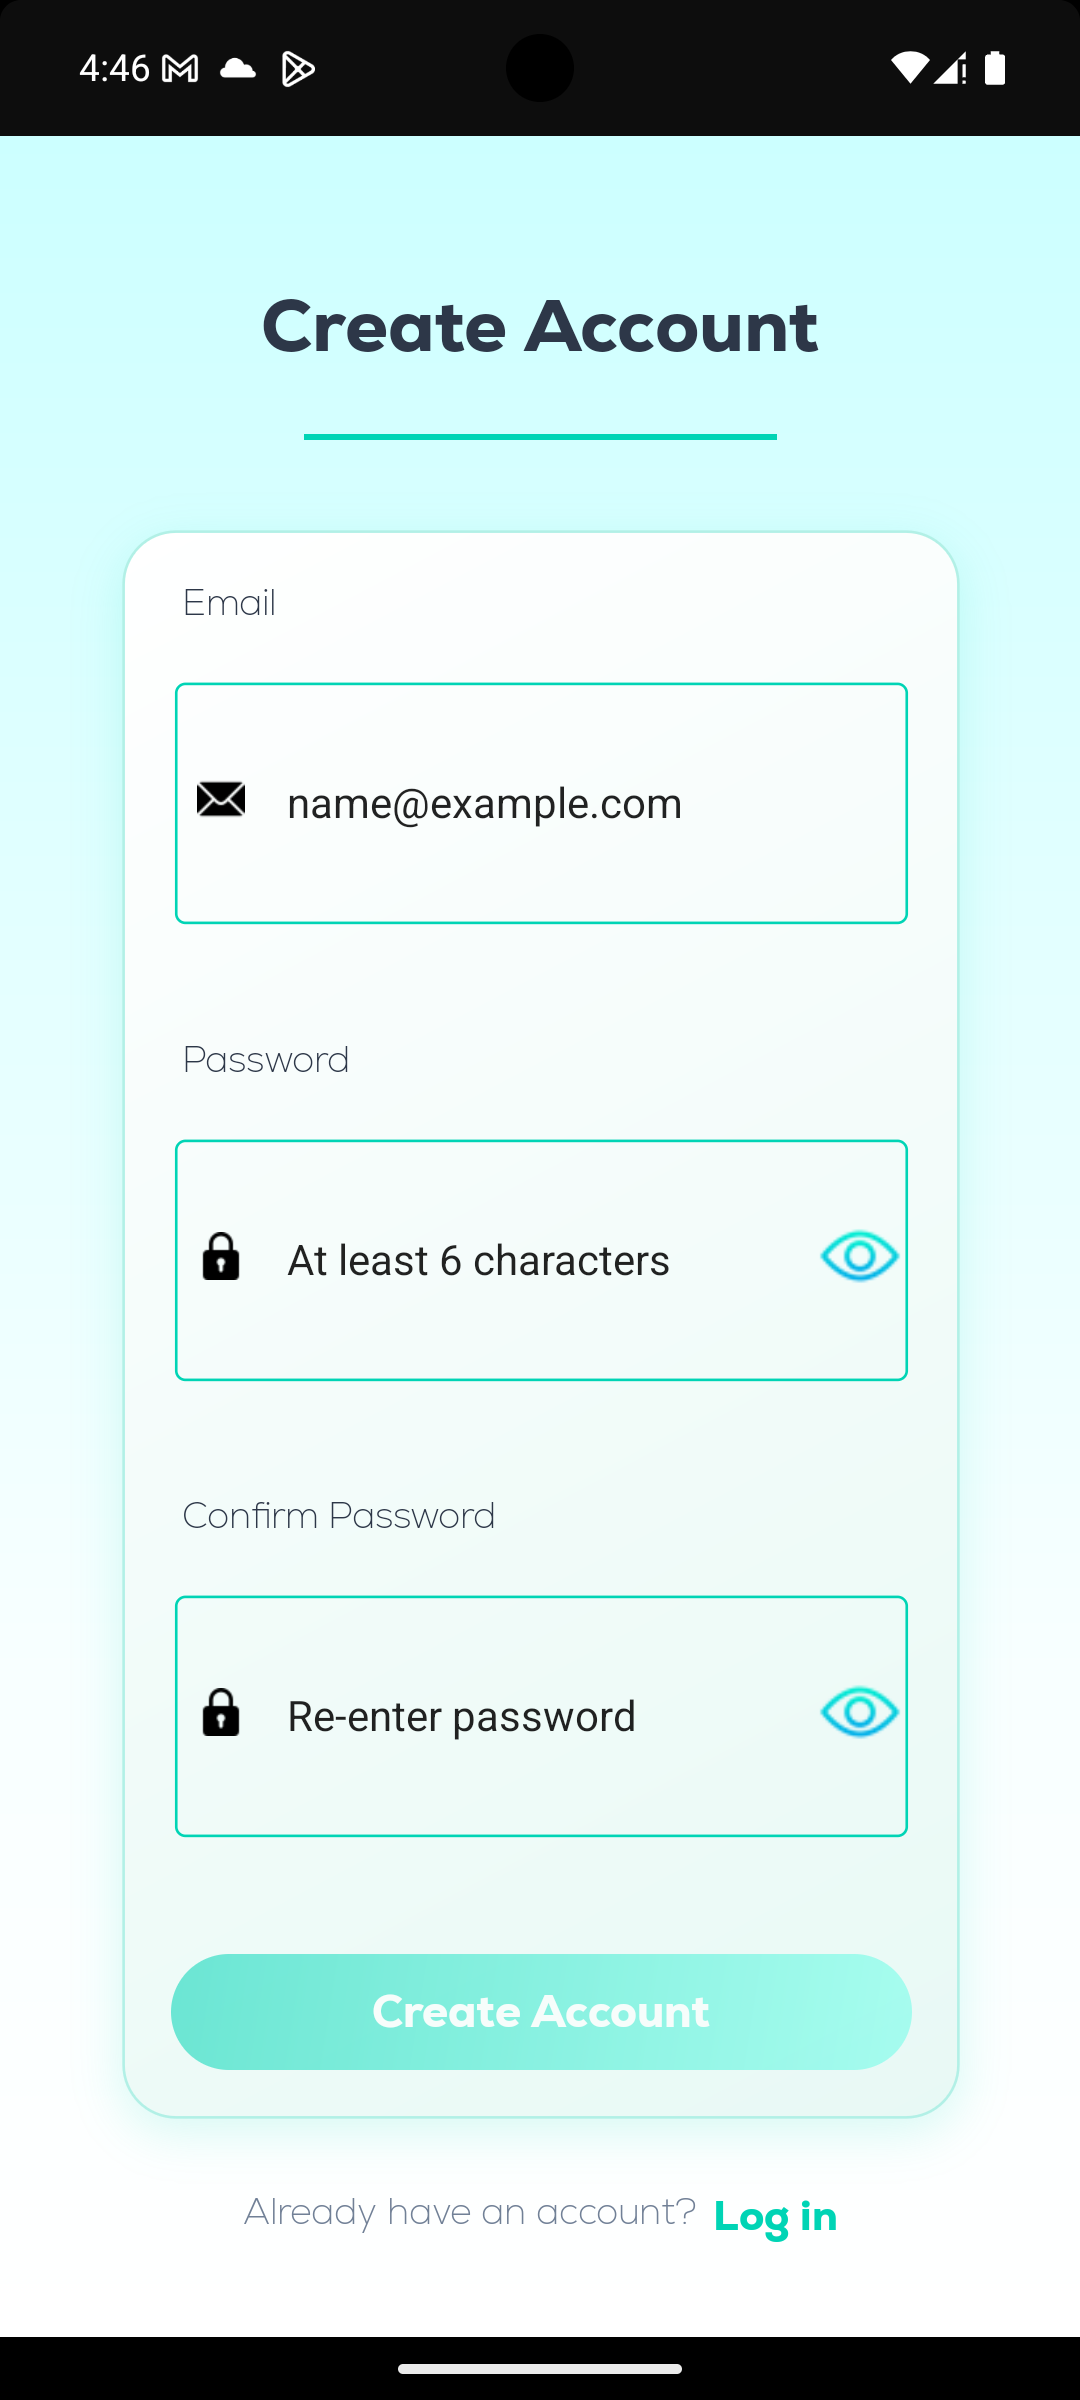 4:46
Create Account
Email
name@example.com
Password
At least 6 characters
Confirm Password
Re-enter password
Create Account
Already have an account? Log in